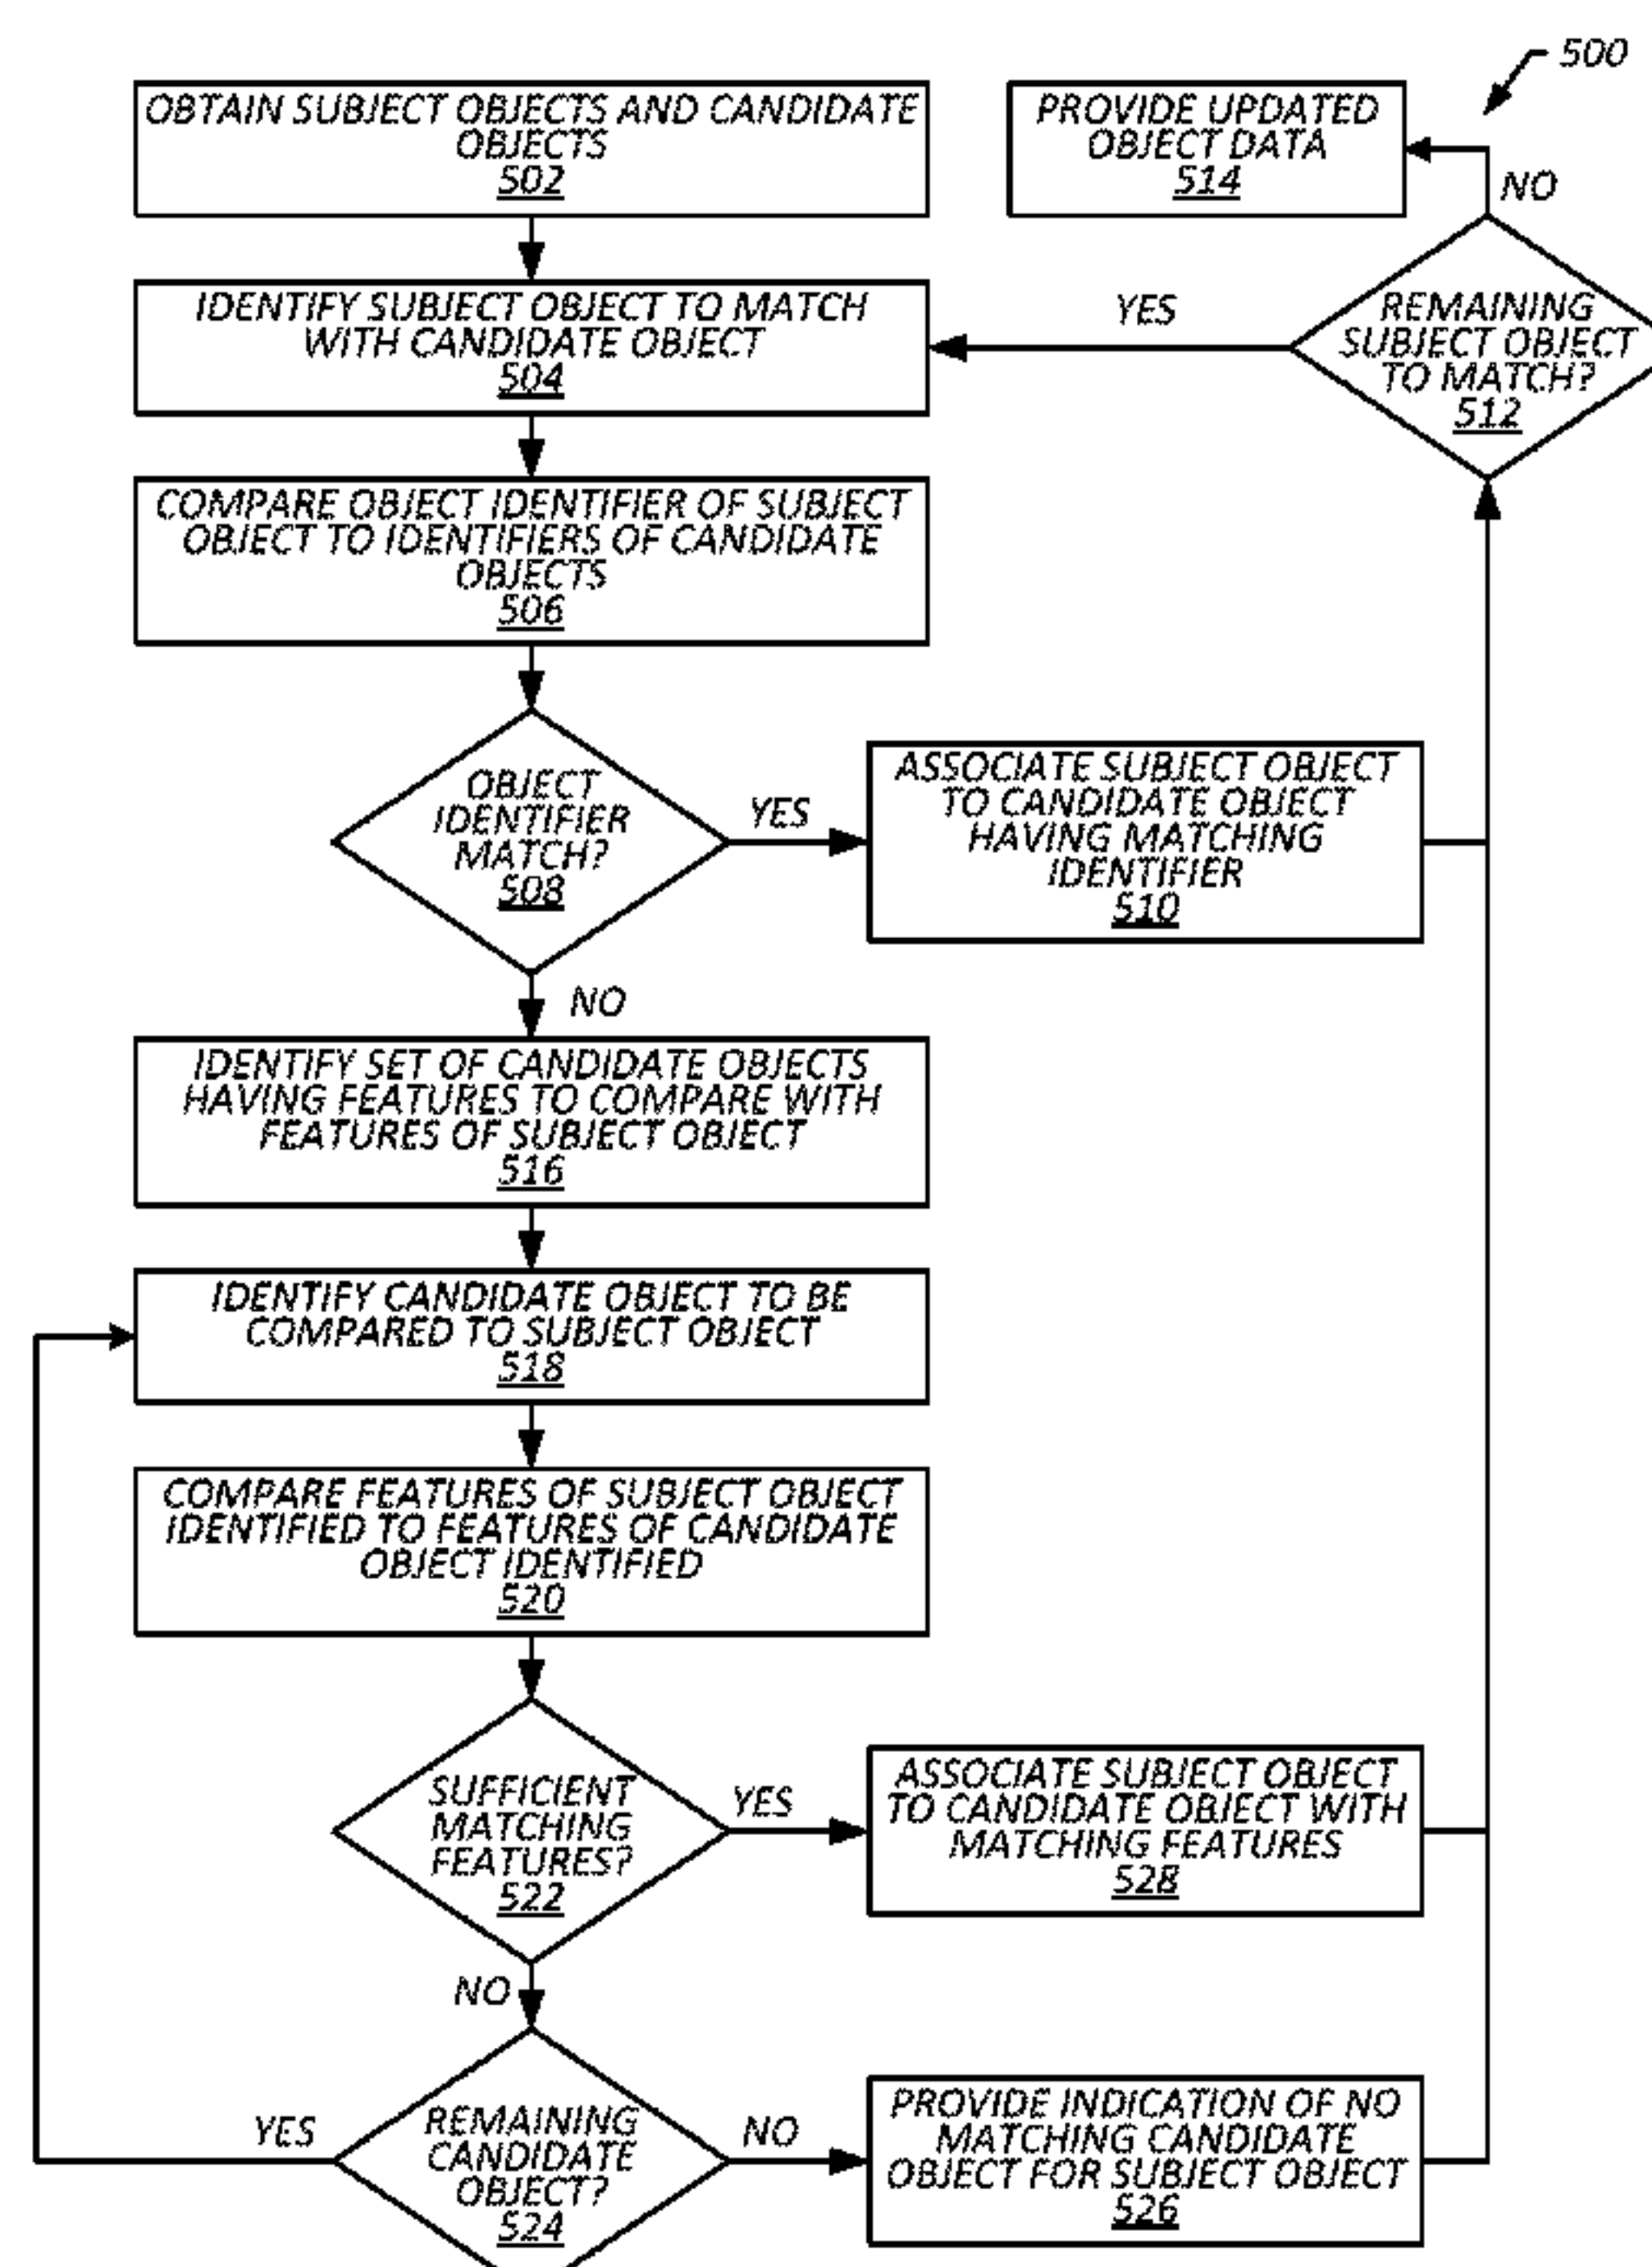 500
OBTAIN SUBJECT OBJECTS AND CANDIDATE
OBJECTS
502
PROVIDE UPDATED
OBJECT DATA
514
NO
IDENTIFY SUBJECT OBJECT TO MATCH
WITH CANDIDATE OBJECT
504
YES
REMAINING
SUBJECT OBJECT
TO MATCH?
512
COMPARE OBJECT IDENTIFIER OF SUBJECT
OBJECT TO IDENTIFIERS OF CANDIDATE
OBJECTS
506
OBJECT
IDENTIFIER
MATCH?
508
YES
ASSOCIATE SUBJECT OBJECT
TO CANDIDATE OBJECT
HAVING MATCHING
IDENTIFIER
510
NO
IDENTIFY SET OF CANDIDATE OBJECTS
HAVING FEATURES TO COMPARE WITH
FEATURES OF SUBJECT OBJECT
516
IDENTIFY CANDIDATE OBJECT TO BE
COMPARED TO SUBJECT OBJECT
518
COMPARE FEATURES OF SUBJECT OBJECT
IDENTIFIED TO FEATURES OF CANDIDATE
OBJECT IDENTIFIED
520
SUFFICIENT
MATCHING
FEATURES?
522
YES
ASSOCIATE SUBJECT OBJECT
TO CANDIDATE OBJECT WITH
MATCHING FEATURES
528
NO
YES
REMAINING
CANDIDATE
OBJECT?
524
NO
PROVIDE INDICATION OF NO
MATCHING CANDIDATE
OBJECT FOR SUBJECT OBJECT
526